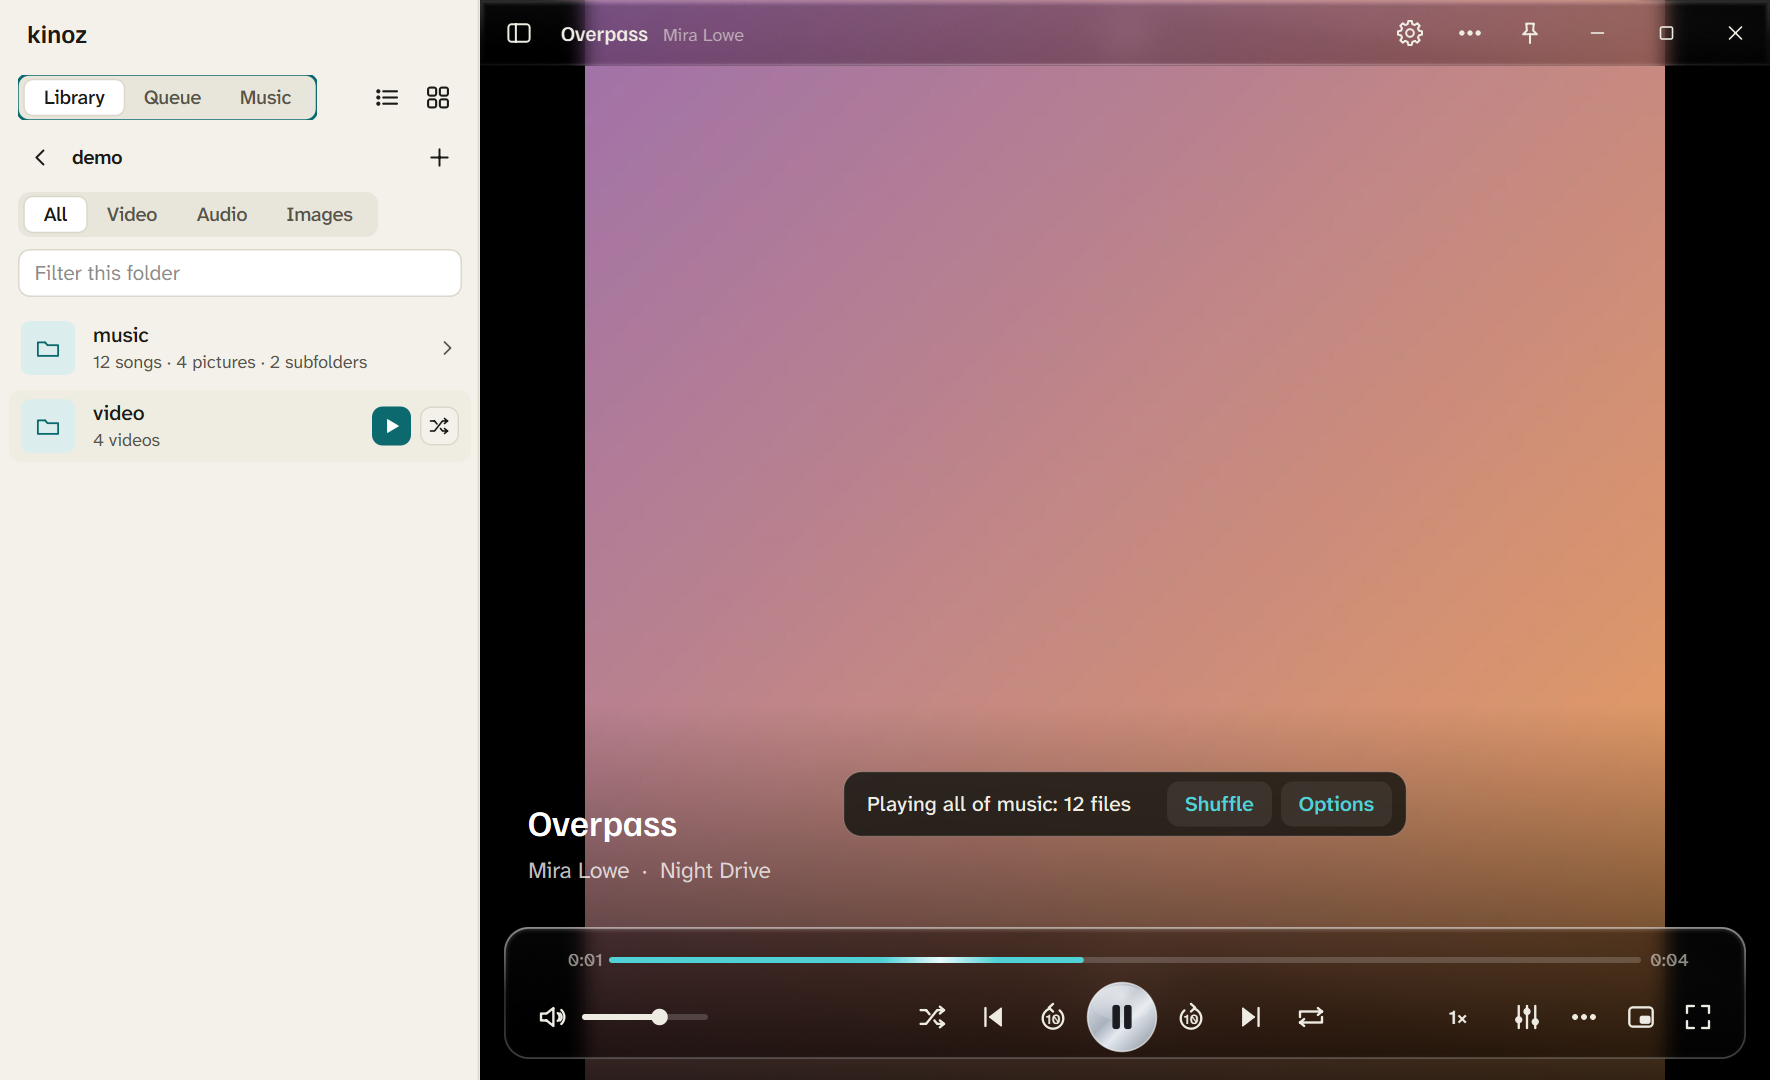 kinoz
Library Queue Music
demo
All Video Audio Images
Filter this folder
music
12 songs · 4 pictures · 2 subfolders
video
4 videos
Overpass Mira Lowe
Playing all of music: 12 files Shuffle Options
Overpass
Mira Lowe · Night Drive
0:01 0:04
10 10 1×